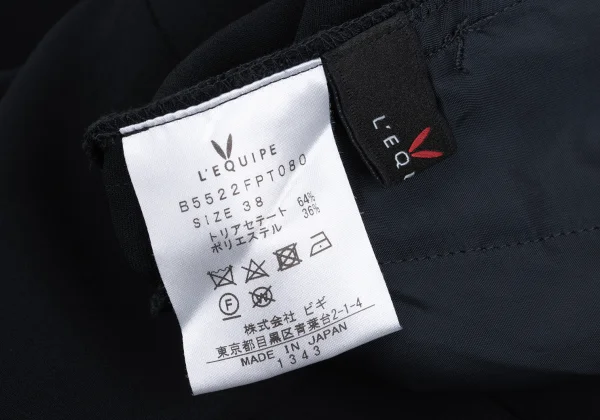 L'EQUIPE
B5522FPT080
SIZE 38
トリアセテート 64%
ポリエステル 36%
F
W
株式会社 ビギ
東京都目黒区青葉台2-1-4
MADE IN JAPAN
1343
L'EQU